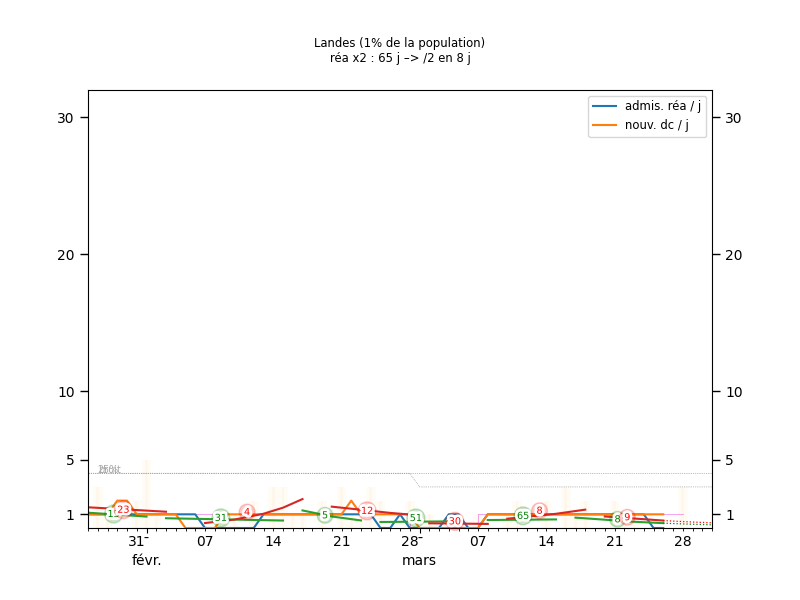 Landes (1% de la population)
réa x2 : 65 j –> /2 en 8 j
admis. réa / j
nouv. dc / j
30 30
20 20
10 10
5 5
1 1
23 31 4 5 12 51 30 65 8 8 9
31 07 14 21 28 07 14 21 28
févr. mars